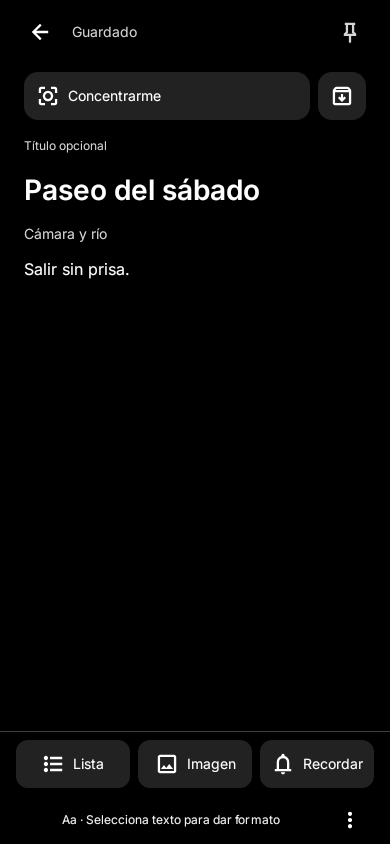 Guardado
Concentrarme
Título opcional
Paseo del sábado
Cámara y río
Salir sin prisa.
Lista
Imagen
Recordar
Aa · Selecciona texto para dar formato